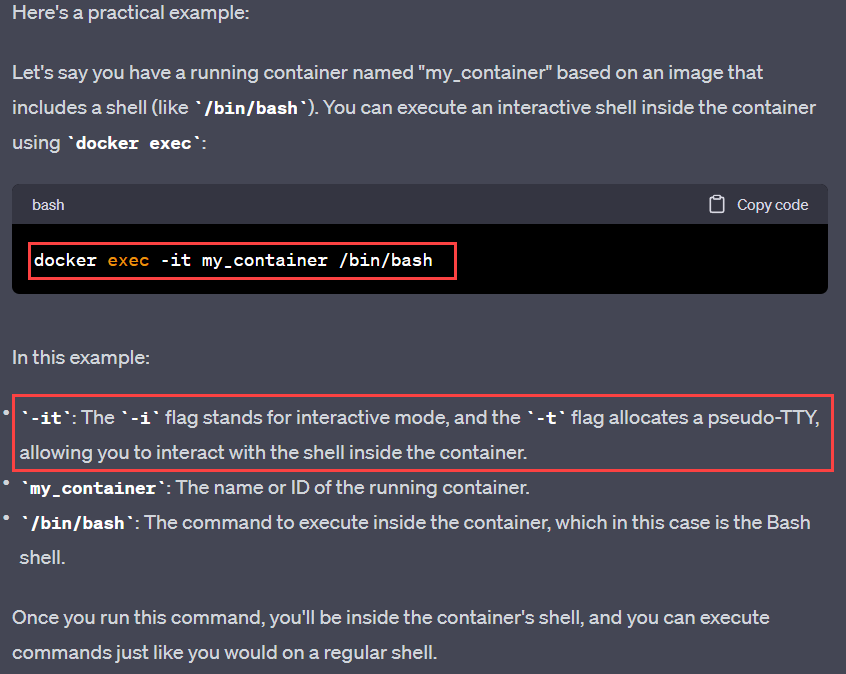 Here's a practical example:
Let's say you have a running container named "my_container" based on an image that
includes a shell (like `/bin/bash`). You can execute an interactive shell inside the container
using `docker exec`:
bash
Copy code
docker exec -it my_container /bin/bash
In this example:
• `-it`: The `-i` flag stands for interactive mode, and the `-t` flag allocates a pseudo-TTY,
allowing you to interact with the shell inside the container.
• `my_container`: The name or ID of the running container.
• `/bin/bash`: The command to execute inside the container, which in this case is the Bash
shell.
Once you run this command, you'll be inside the container's shell, and you can execute
commands just like you would on a regular shell.